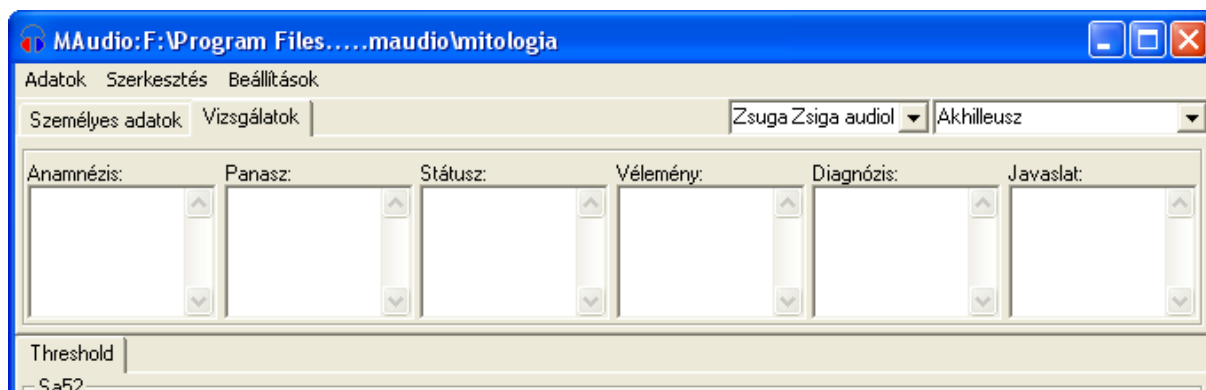 MAudio:F:\Program Files.....maudio\mitologia
Adatok Szerkesztés Beállítások
Személyes adatok Vizsgálatok Zsuga Zsiga audiol Akhilleusz
Anamnézis: Panasz: Státusz: Vélemény: Diagnózis: Javaslat:
Threshold
Sa52